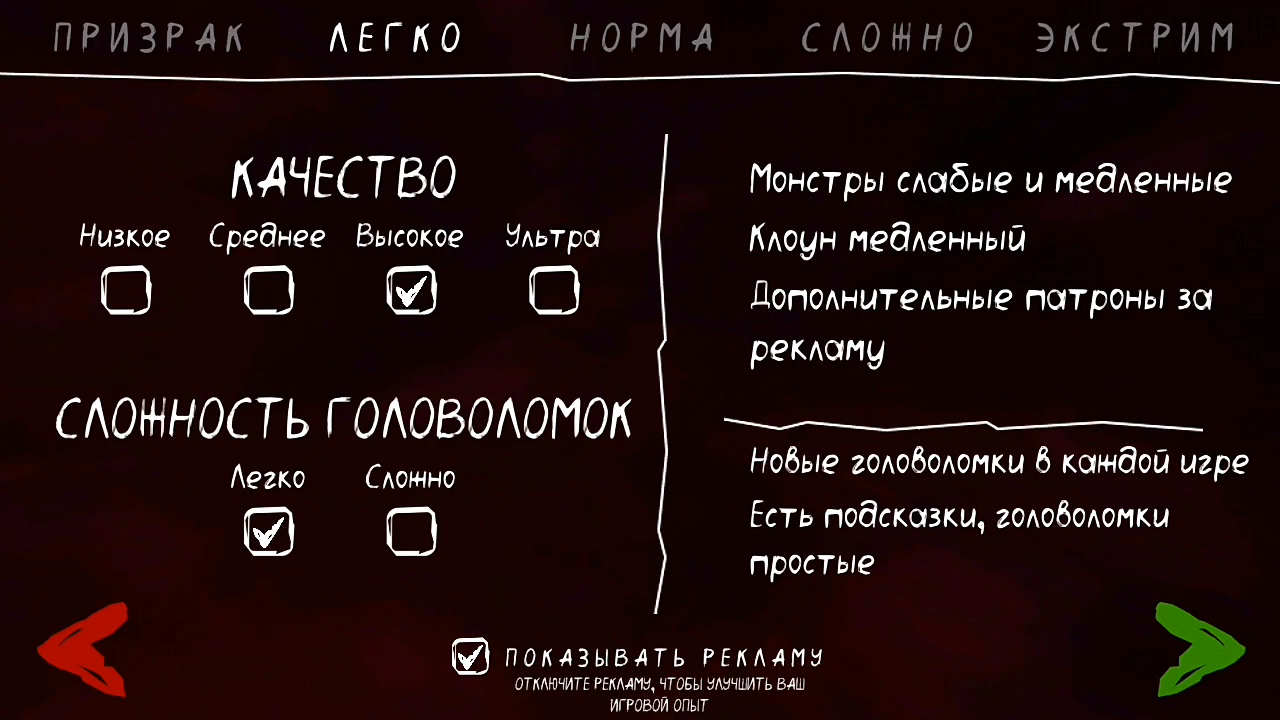 ПРИЗРАК ЛЕГКО НОРМА СЛОЖНО ЭКСТРИМ
КАЧЕСТВО
Низкое Среднее Высокое Ультра
СЛОЖНОСТЬ ГОЛОВОЛОМОК
Легко Сложно
Монстры слабые и медленные
Клоун медленный
Дополнительные патроны за
рекламу
Новые головоломки в каждой игре
Есть подсказки, головоломки
простые
ПОКАЗЫВАТЬ РЕКЛАМУ
ОТКЛЮЧИТЕ РЕКЛАМУ, ЧТОБЫ УЛУЧШИТЬ ВАШ
ИГРОВОЙ ОПЫТ